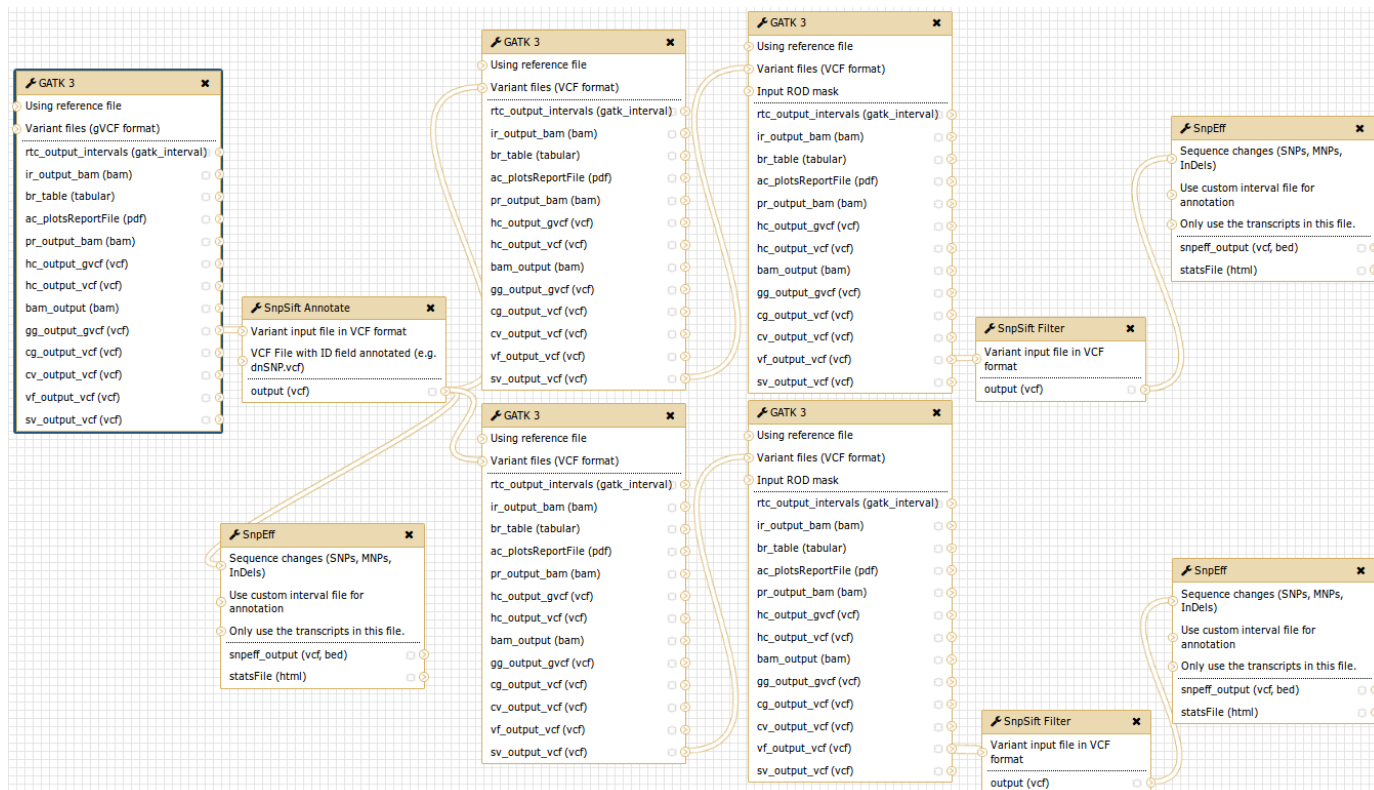 GATK 3
Using reference file
Variant files (gVCF format)
rtc_output_intervals (gatk_interval)
ir_output_bam (bam)
br_table (tabular)
ac_plotsReportFile (pdf)
pr_output_bam (bam)
hc_output_gvcf (vcf)
hc_output_vcf (vcf)
bam_output (bam)
gg_output_gvcf (vcf)
cg_output_vcf (vcf)
cv_output_vcf (vcf)
vf_output_vcf (vcf)
sv_output_vcf (vcf)
SnpSift Annotate
Variant input file in VCF format
VCF File with ID field annotated (e.g.
dnSNP.vcf)
output (vcf)
SnpEff
Sequence changes (SNPs, MNPs,
InDels)
Use custom interval file for
annotation
Only use the transcripts in this file.
snpeff_output (vcf, bed)
statsFile (html)
GATK 3
Using reference file
Variant files (VCF format)
rtc_output_intervals (gatk_interval)
ir_output_bam (bam)
br_table (tabular)
ac_plotsReportFile (pdf)
pr_output_bam (bam)
hc_output_gvcf (vcf)
hc_output_vcf (vcf)
bam_output (bam)
gg_output_gvcf (vcf)
cg_output_vcf (vcf)
cv_output_vcf (vcf)
vf_output_vcf (vcf)
sv_output_vcf (vcf)
GATK 3
Using reference file
Variant files (VCF format)
rtc_output_intervals (gatk_interval)
ir_output_bam (bam)
br_table (tabular)
ac_plotsReportFile (pdf)
pr_output_bam (bam)
hc_output_gvcf (vcf)
hc_output_vcf (vcf)
bam_output (bam)
gg_output_gvcf (vcf)
cg_output_vcf (vcf)
cv_output_vcf (vcf)
vf_output_vcf (vcf)
sv_output_vcf (vcf)
GATK 3
Using reference file
Variant files (VCF format)
Input ROD mask
rtc_output_intervals (gatk_interval)
ir_output_bam (bam)
br_table (tabular)
ac_plotsReportFile (pdf)
pr_output_bam (bam)
hc_output_gvcf (vcf)
hc_output_vcf (vcf)
bam_output (bam)
gg_output_gvcf (vcf)
cg_output_vcf (vcf)
cv_output_vcf (vcf)
vf_output_vcf (vcf)
sv_output_vcf (vcf)
GATK 3
Using reference file
Variant files (VCF format)
Input ROD mask
rtc_output_intervals (gatk_interval)
ir_output_bam (bam)
br_table (tabular)
ac_plotsReportFile (pdf)
pr_output_bam (bam)
hc_output_gvcf (vcf)
hc_output_vcf (vcf)
bam_output (bam)
gg_output_gvcf (vcf)
cg_output_vcf (vcf)
cv_output_vcf (vcf)
vf_output_vcf (vcf)
sv_output_vcf (vcf)
SnpSift Filter
Variant input file in VCF
format
output (vcf)
SnpSift Filter
Variant input file in VCF
format
output (vcf)
SnpEff
Sequence changes (SNPs, MNPs,
InDels)
Use custom interval file for
annotation
Only use the transcripts in this file.
snpeff_output (vcf, bed)
statsFile (html)
SnpEff
Sequence changes (SNPs, MNPs,
InDels)
Use custom interval file for
annotation
Only use the transcripts in this file.
snpeff_output (vcf, bed)
statsFile (html)